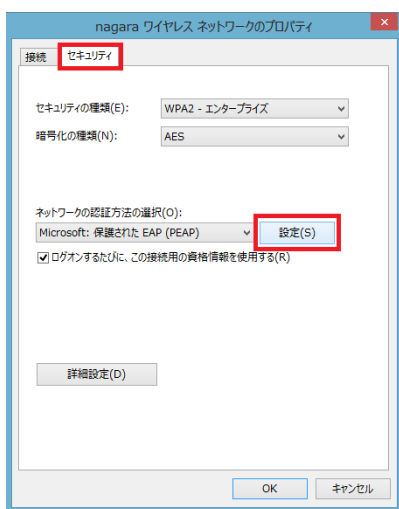 nagara ワイヤレス ネットワークのプロパティ
接続 セキュリティ
セキュリティの種類(E): WPA2 - エンタープライズ
暗号化の種類(N): AES
ネットワークの認証方法の選択(O):
Microsoft: 保護された EAP (PEAP) 設定(S)
ログオンするたびに、この接続用の資格情報を使用する(R)
詳細設定(D)
OK キャンセル